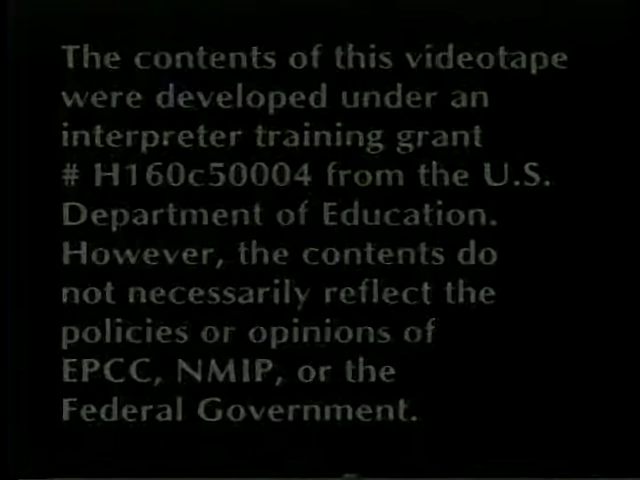 The contents of this videotape
were developed under an
interpreter training grant
# H160c50004 from the U.S.
Department of Education.
However, the contents do
not necessarily reflect the
policies or opinions of
EPCC, NMIP, or the
Federal Government.